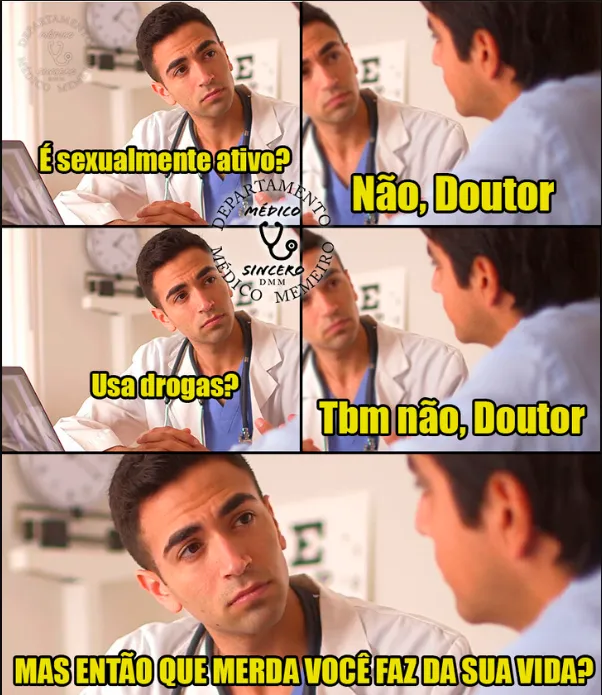 É sexualmente ativo?
Não, Doutor
DEPARTAMENTO
MÉDICO
SINCERO
DMM
MÉDICO MEMEIRO
Usa drogas?
Tbm não, Doutor
E
MAS ENTÃO QUE MERDA VOCÊ FAZ DA SUA VIDA?